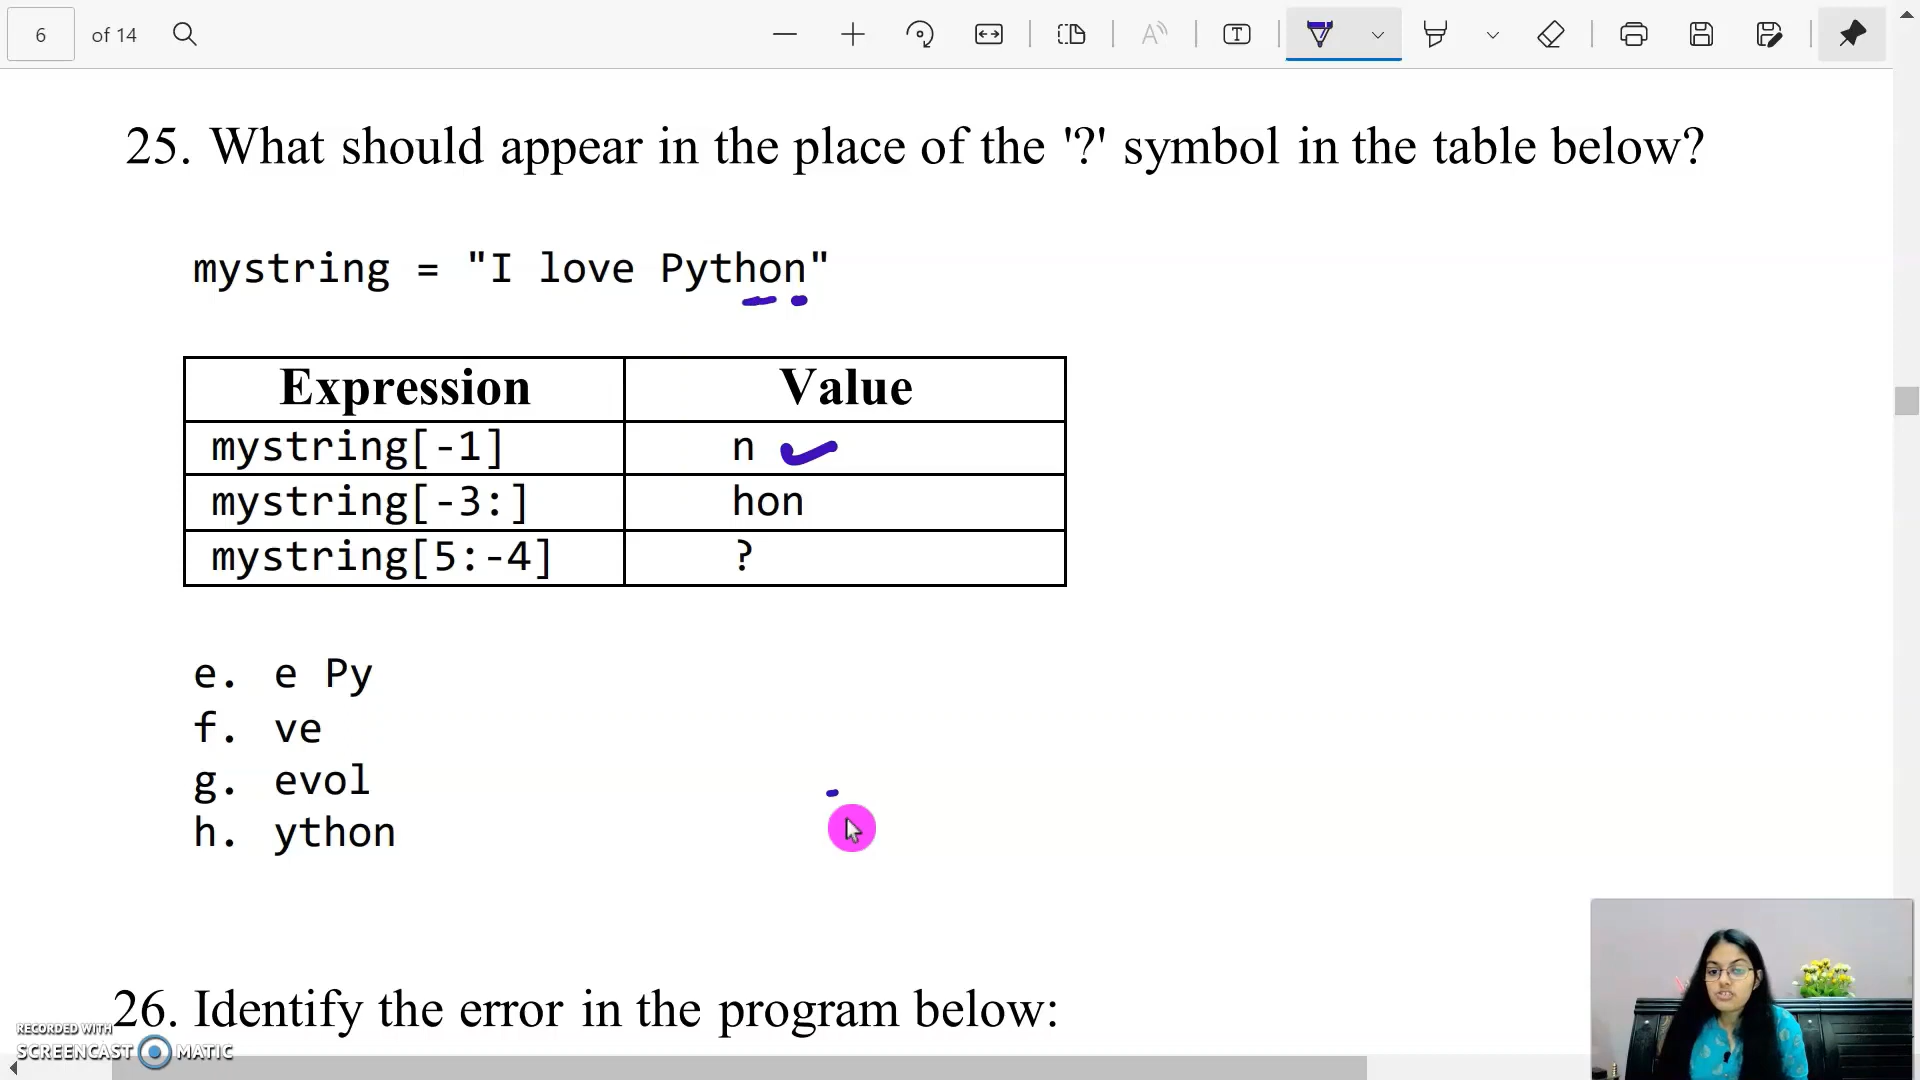 6 of 14
25. What should appear in the place of the '?' symbol in the table below?
mystring = "I love Python"
Expression Value
mystring[-1] n
mystring[-3:] hon
mystring[5:-4] ?
e. e Py
f. ve
g. evol
h. ython
26. Identify the error in the program below:
RECORDED WITH
SCREENCAST MATIC